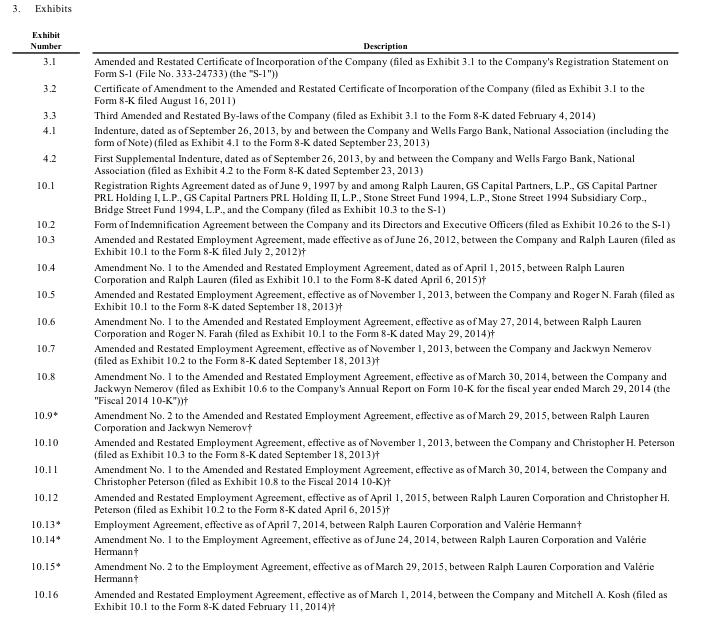 3. Exhibits
Exhibit
Number Description
3.1 Amended and Restated Certificate of Incorporation of the Company (filed as Exhibit 3.1 to the Company's Registration Statement on
Form S-1 (File No. 333-24733) (the "S-1"))
3.2 Certificate of Amendment to the Amended and Restated Certificate of Incorporation of the Company (filed as Exhibit 3.1 to the
Form 8-K filed August 16, 2011)
3.3 Third Amended and Restated By-laws of the Company (filed as Exhibit 3.1 to the Form 8-K dated February 4, 2014)
4.1 Indenture, dated as of September 26, 2013, by and between the Company and Wells Fargo Bank, National Association (including the
form of Note) (filed as Exhibit 4.1 to the Form 8-K dated September 23, 2013)
4.2 First Supplemental Indenture, dated as of September 26, 2013, by and between the Company and Wells Fargo Bank, National
Association (filed as Exhibit 4.2 to the Form 8-K dated September 23, 2013)
10.1 Registration Rights Agreement dated as of June 9, 1997 by and among Ralph Lauren, GS Capital Partners, L.P., GS Capital Partner
PRL Holding I, L.P., GS Capital Partners PRL Holding II, L.P., Stone Street Fund 1994, L.P., Stone Street 1994 Subsidiary Corp.,
Bridge Street Fund 1994, L.P., and the Company (filed as Exhibit 10.3 to the S-1)
10.2 Form of Indemnification Agreement between the Company and its Directors and Executive Officers (filed as Exhibit 10.26 to the S-1)
10.3 Amended and Restated Employment Agreement, made effective as of June 26, 2012, between the Company and Ralph Lauren (filed as
Exhibit 10.1 to the Form 8-K filed July 2, 2012)†
10.4 Amendment No. 1 to the Amended and Restated Employment Agreement, dated as of April 1, 2015, between Ralph Lauren
Corporation and Ralph Lauren (filed as Exhibit 10.1 to the Form 8-K dated April 6, 2015)†
10.5 Amended and Restated Employment Agreement, effective as of November 1, 2013, between the Company and Roger N. Farah (filed as
Exhibit 10.1 to the Form 8-K dated September 18, 2013)†
10.6 Amendment No. 1 to the Amended and Restated Employment Agreement, effective as of May 27, 2014, between Ralph Lauren
Corporation and Roger N. Farah (filed as Exhibit 10.1 to the Form 8-K dated May 29, 2014)†
10.7 Amended and Restated Employment Agreement, effective as of November 1, 2013, between the Company and Jackwyn Nemerov
(filed as Exhibit 10.2 to the Form 8-K dated September 18, 2013)†
10.8 Amendment No. 1 to the Amended and Restated Employment Agreement, effective as of March 30, 2014, between the Company and
Jackwyn Nemerov (filed as Exhibit 10.6 to the Company's Annual Report on Form 10-K for the fiscal year ended March 29, 2014 (the
"Fiscal 2014 10-K"))†
10.9* Amendment No. 2 to the Amended and Restated Employment Agreement, effective as of March 29, 2015, between Ralph Lauren
Corporation and Jackwyn Nemerov†
10.10 Amended and Restated Employment Agreement, effective as of November 1, 2013, between the Company and Christopher H. Peterson
(filed as Exhibit 10.3 to the Form 8-K dated September 18, 2013)†
10.11 Amendment No. 1 to the Amended and Restated Employment Agreement, effective as of March 30, 2014, between the Company and
Christopher Peterson (filed as Exhibit 10.8 to the Fiscal 2014 10-K)†
10.12 Amended and Restated Employment Agreement, effective as of April 1, 2015, between Ralph Lauren Corporation and Christopher H.
Peterson (filed as Exhibit 10.2 to the Form 8-K dated April 6, 2015)†
10.13* Employment Agreement, effective as of April 7, 2014, between Ralph Lauren Corporation and Valérie Hermann†
10.14* Amendment No. 1 to the Employment Agreement, effective as of June 24, 2014, between Ralph Lauren Corporation and Valérie
Hermann†
10.15* Amendment No. 2 to the Employment Agreement, effective as of March 29, 2015, between Ralph Lauren Corporation and Valérie
Hermann†
10.16 Amended and Restated Employment Agreement, effective as of March 1, 2014, between the Company and Mitchell A. Kosh (filed as
Exhibit 10.1 to the Form 8-K dated February 11, 2014)†